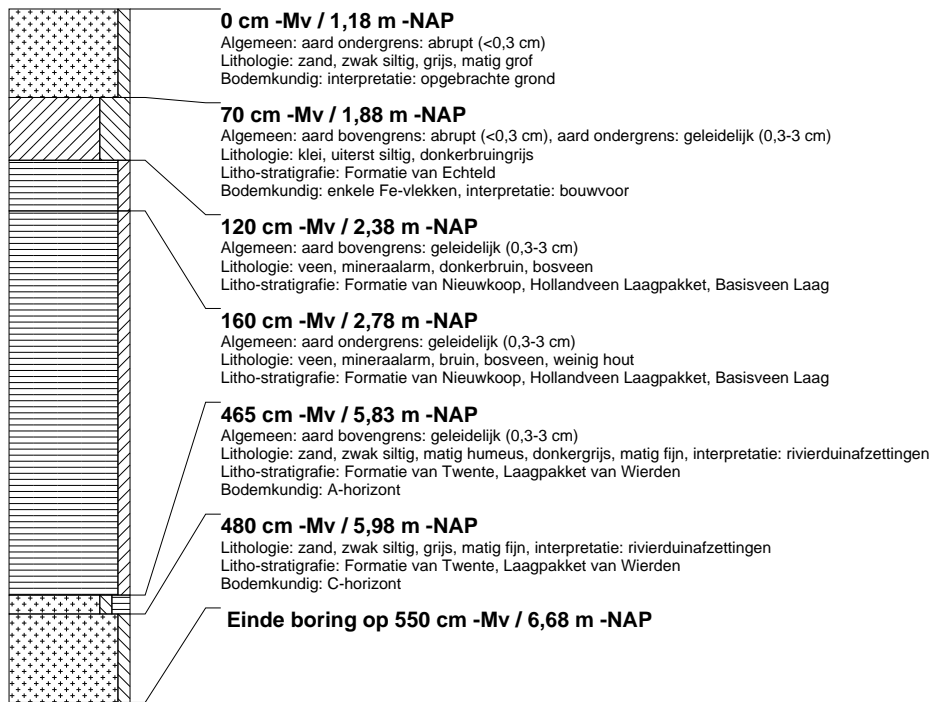 0 cm -Mv / 1,18 m -NAP
Algemeen: aard ondergrens: abrupt (<0,3 cm)
Lithologie: zand, zwak siltig, grijs, matig grof
Bodemkundig: interpretatie: opgebrachte grond
70 cm -Mv / 1,88 m -NAP
Algemeen: aard bovengrens: abrupt (<0,3 cm), aard ondergrens: geleidelijk (0,3-3 cm)
Lithologie: klei, uiterst siltig, donkerbruingrijs
Litho-stratigrafie: Formatie van Echteld
Bodemkundig: enkele Fe-vlekken, interpretatie: bouwvoor
120 cm -Mv / 2,38 m -NAP
Algemeen: aard bovengrens: geleidelijk (0,3-3 cm)
Lithologie: veen, mineraalarm, donkerbruin, bosveen
Litho-stratigrafie: Formatie van Nieuwkoop, Hollandveen Laagpakket, Basisveen Laag
160 cm -Mv / 2,78 m -NAP
Algemeen: aard ondergrens: geleidelijk (0,3-3 cm)
Lithologie: veen, mineraalarm, bruin, bosveen, weinig hout
Litho-stratigrafie: Formatie van Nieuwkoop, Hollandveen Laagpakket, Basisveen Laag
465 cm -Mv / 5,83 m -NAP
Algemeen: aard bovengrens: geleidelijk (0,3-3 cm)
Lithologie: zand, zwak siltig, matig humeus, donkergrijs, matig fijn, interpretatie: rivierduinafzettingen
Litho-stratigrafie: Formatie van Twente, Laagpakket van Wierden
Bodemkundig: A-horizont
480 cm -Mv / 5,98 m -NAP
Lithologie: zand, zwak siltig, grijs, matig fijn, interpretatie: rivierduinafzettingen
Litho-stratigrafie: Formatie van Twente, Laagpakket van Wierden
Bodemkundig: C-horizont
Einde boring op 550 cm -Mv / 6,68 m -NAP